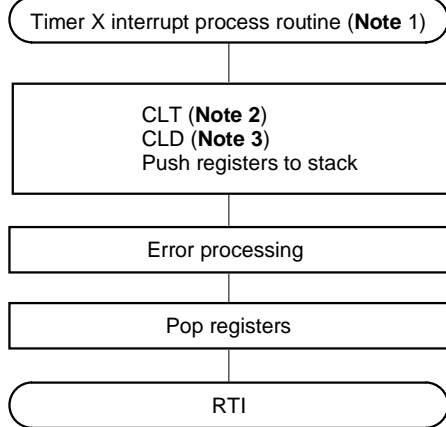 Timer X interrupt process routine (Note 1)
CLT (Note 2)
CLD (Note 3)
Push registers to stack
Error processing
Pop registers
RTI